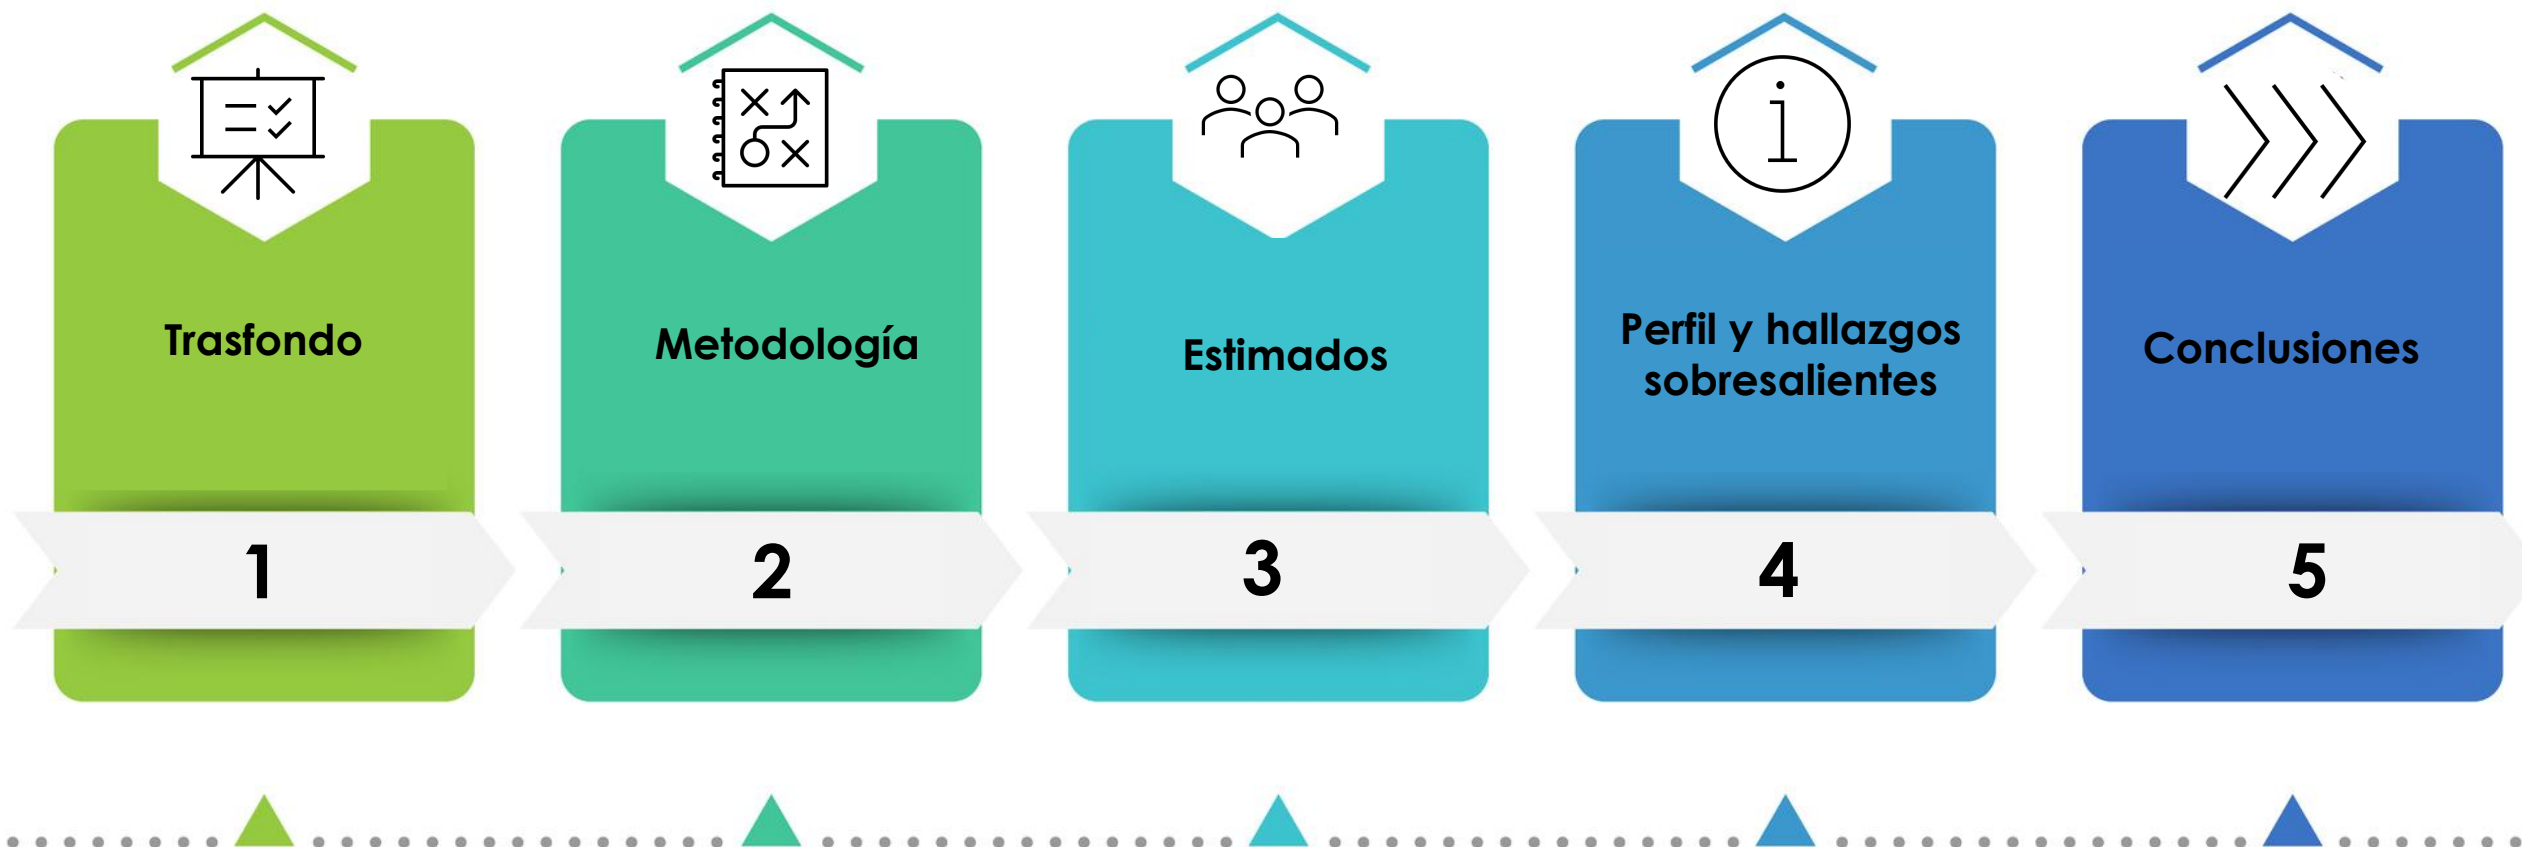 Trasfondo
1
Metodología
2
Estimados
3
Perfil y hallazgos
sobresalientes
4
Conclusiones
5